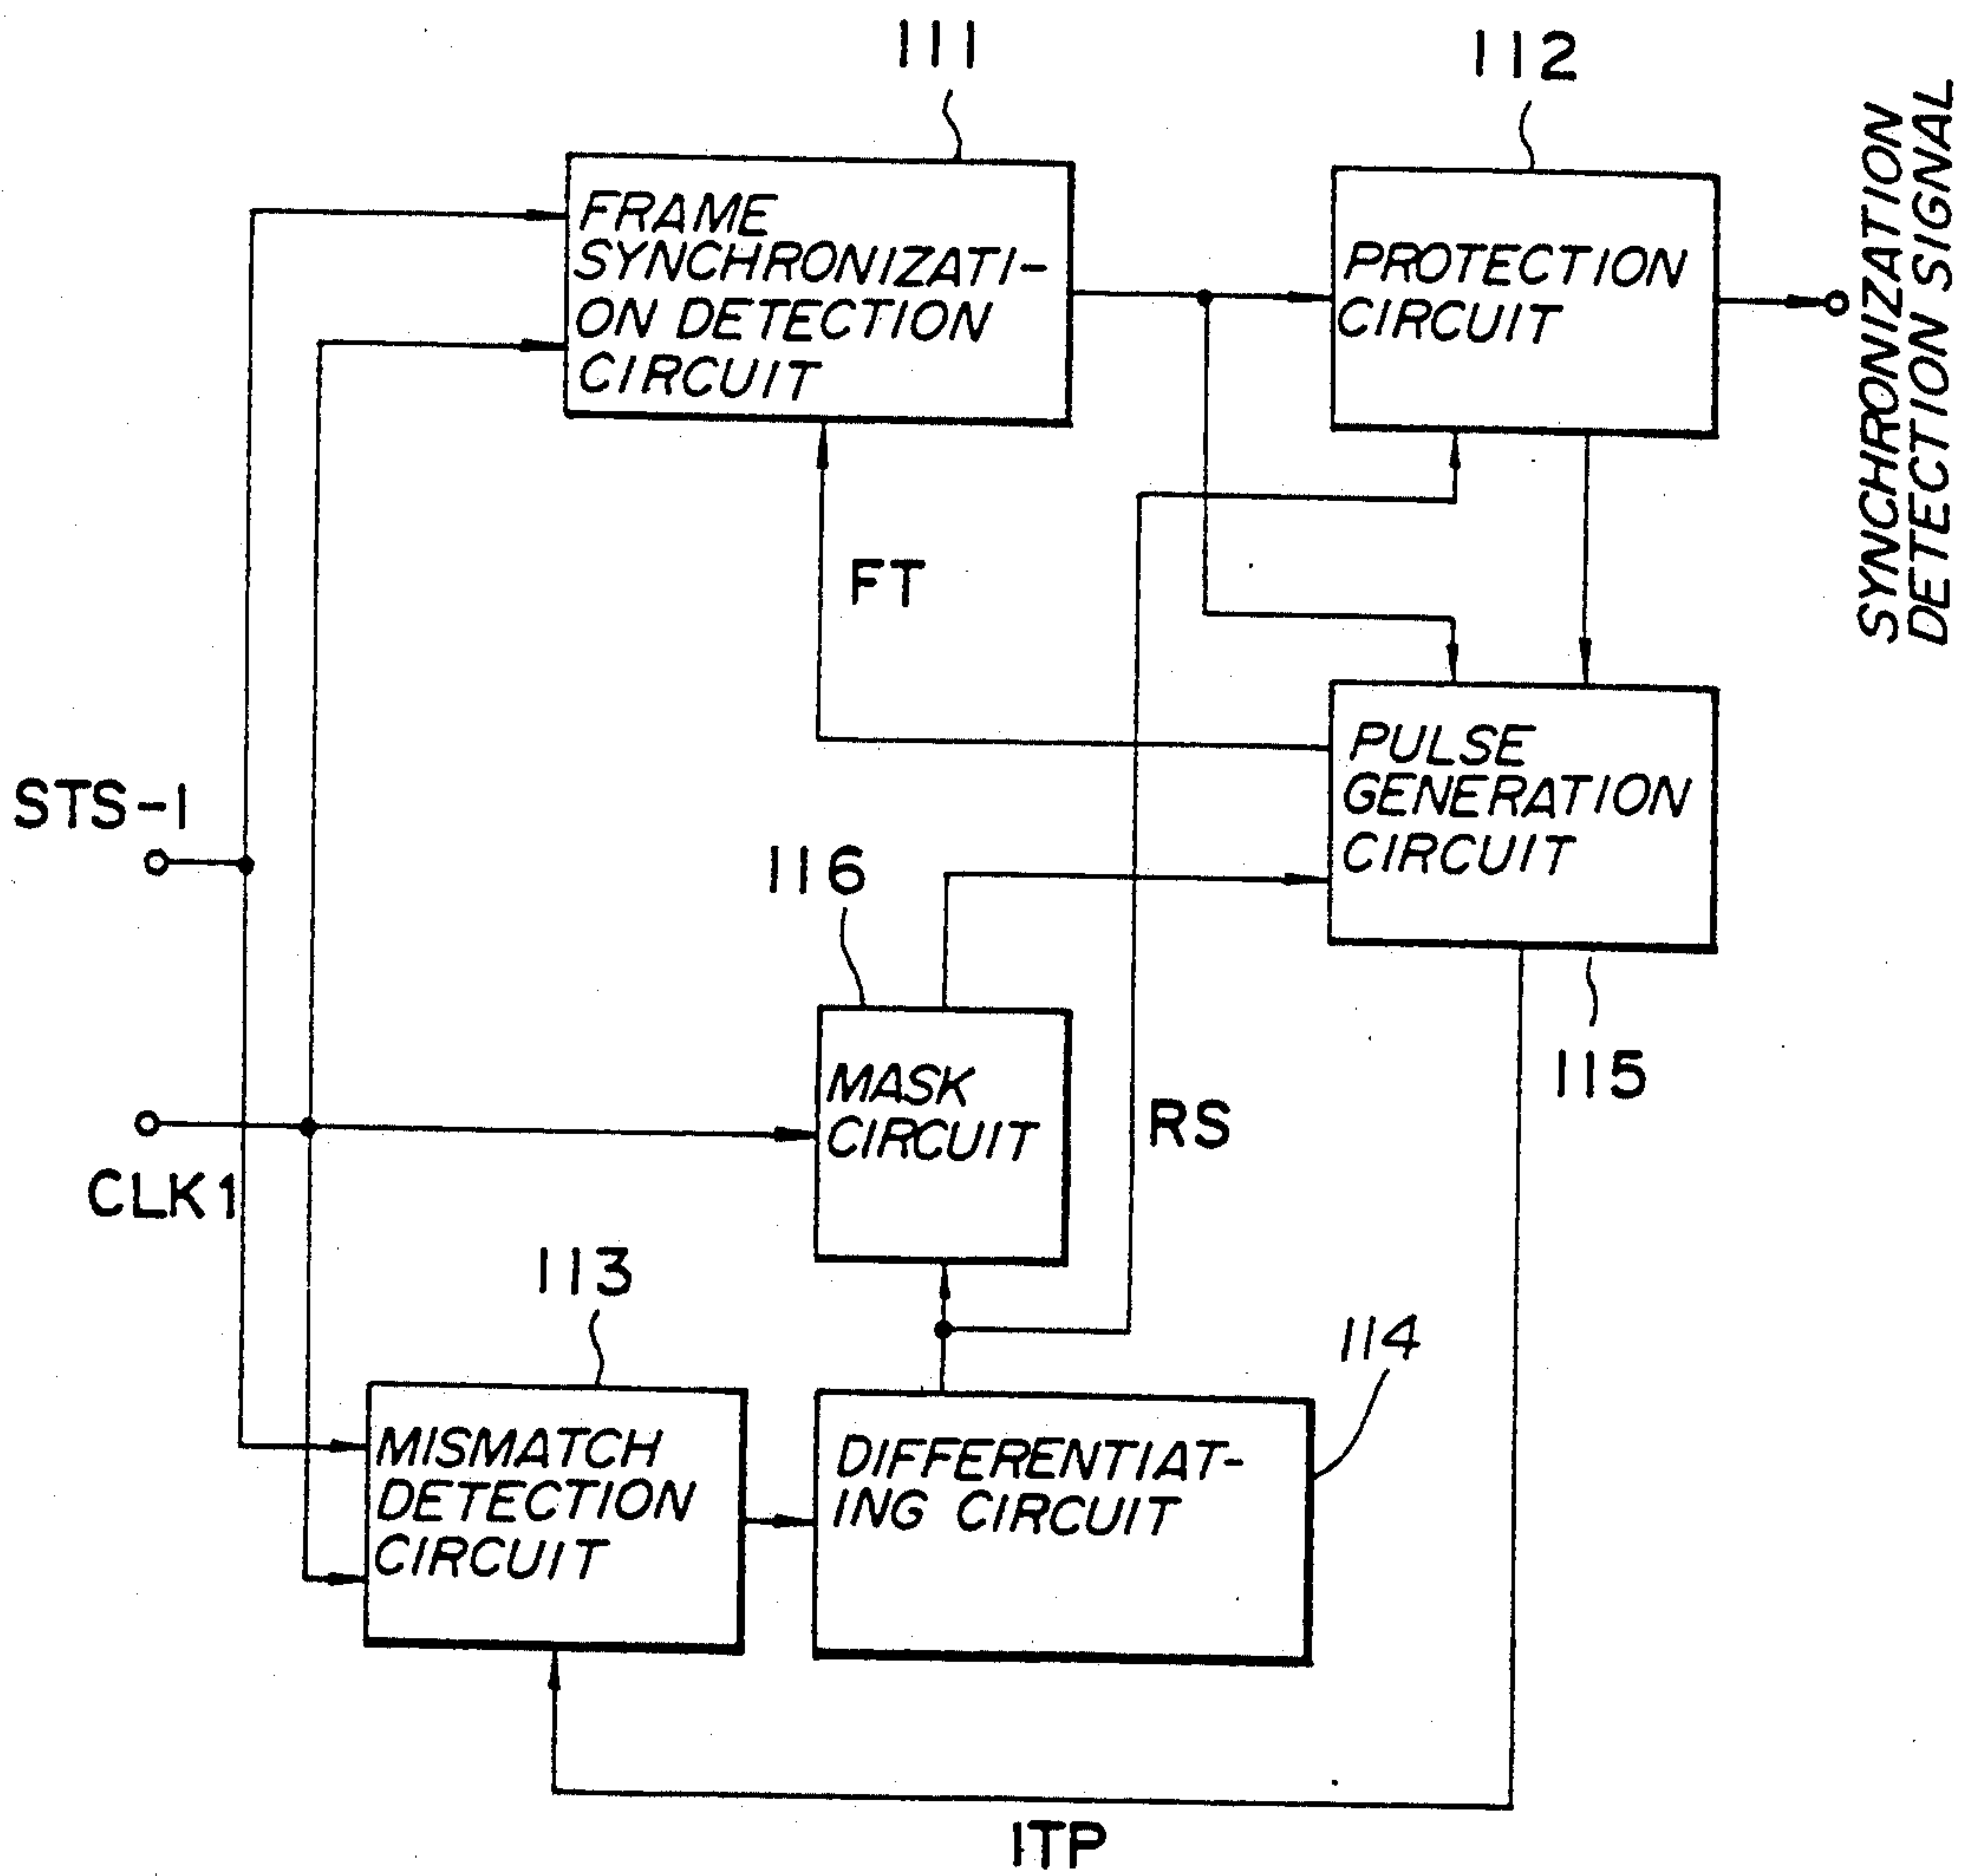 111
112
FRAME
SYNCHRONIZATI-
ON DETECTION
CIRCUIT
PROTECTION
CIRCUIT
SYNCHRONIZATION
DETECTION SIGNAL
FT
PULSE
GENERATION
CIRCUIT
STS-1
116
115
MASK
CIRCUIT
RS
CLK1
113
114
MISMATCH
DETECTION
CIRCUIT
DIFFERENTIAT-
ING CIRCUIT
ITP